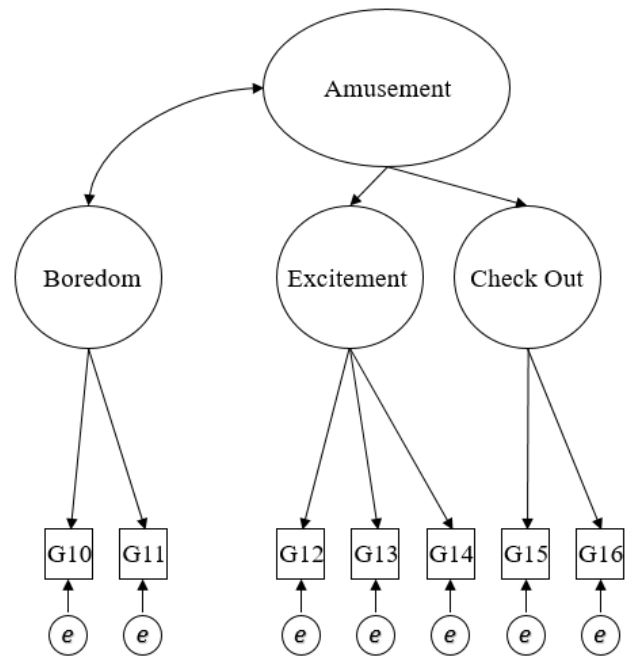 Amusement
Boredom
Excitement
Check Out
G10
G11
G12
G13
G14
G15
G16
e
e
e
e
e
e
e